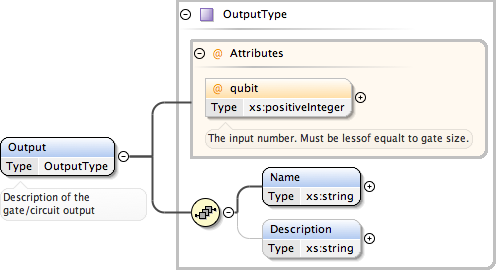 OutputType
@ Attributes
@ qubit
Type xs:positiveInteger
The input number. Must be lessof equalt to gate size.
Output
Type OutputType
Description of the
gate/circuit output
Name
Type xs:string
Description
Type xs:string